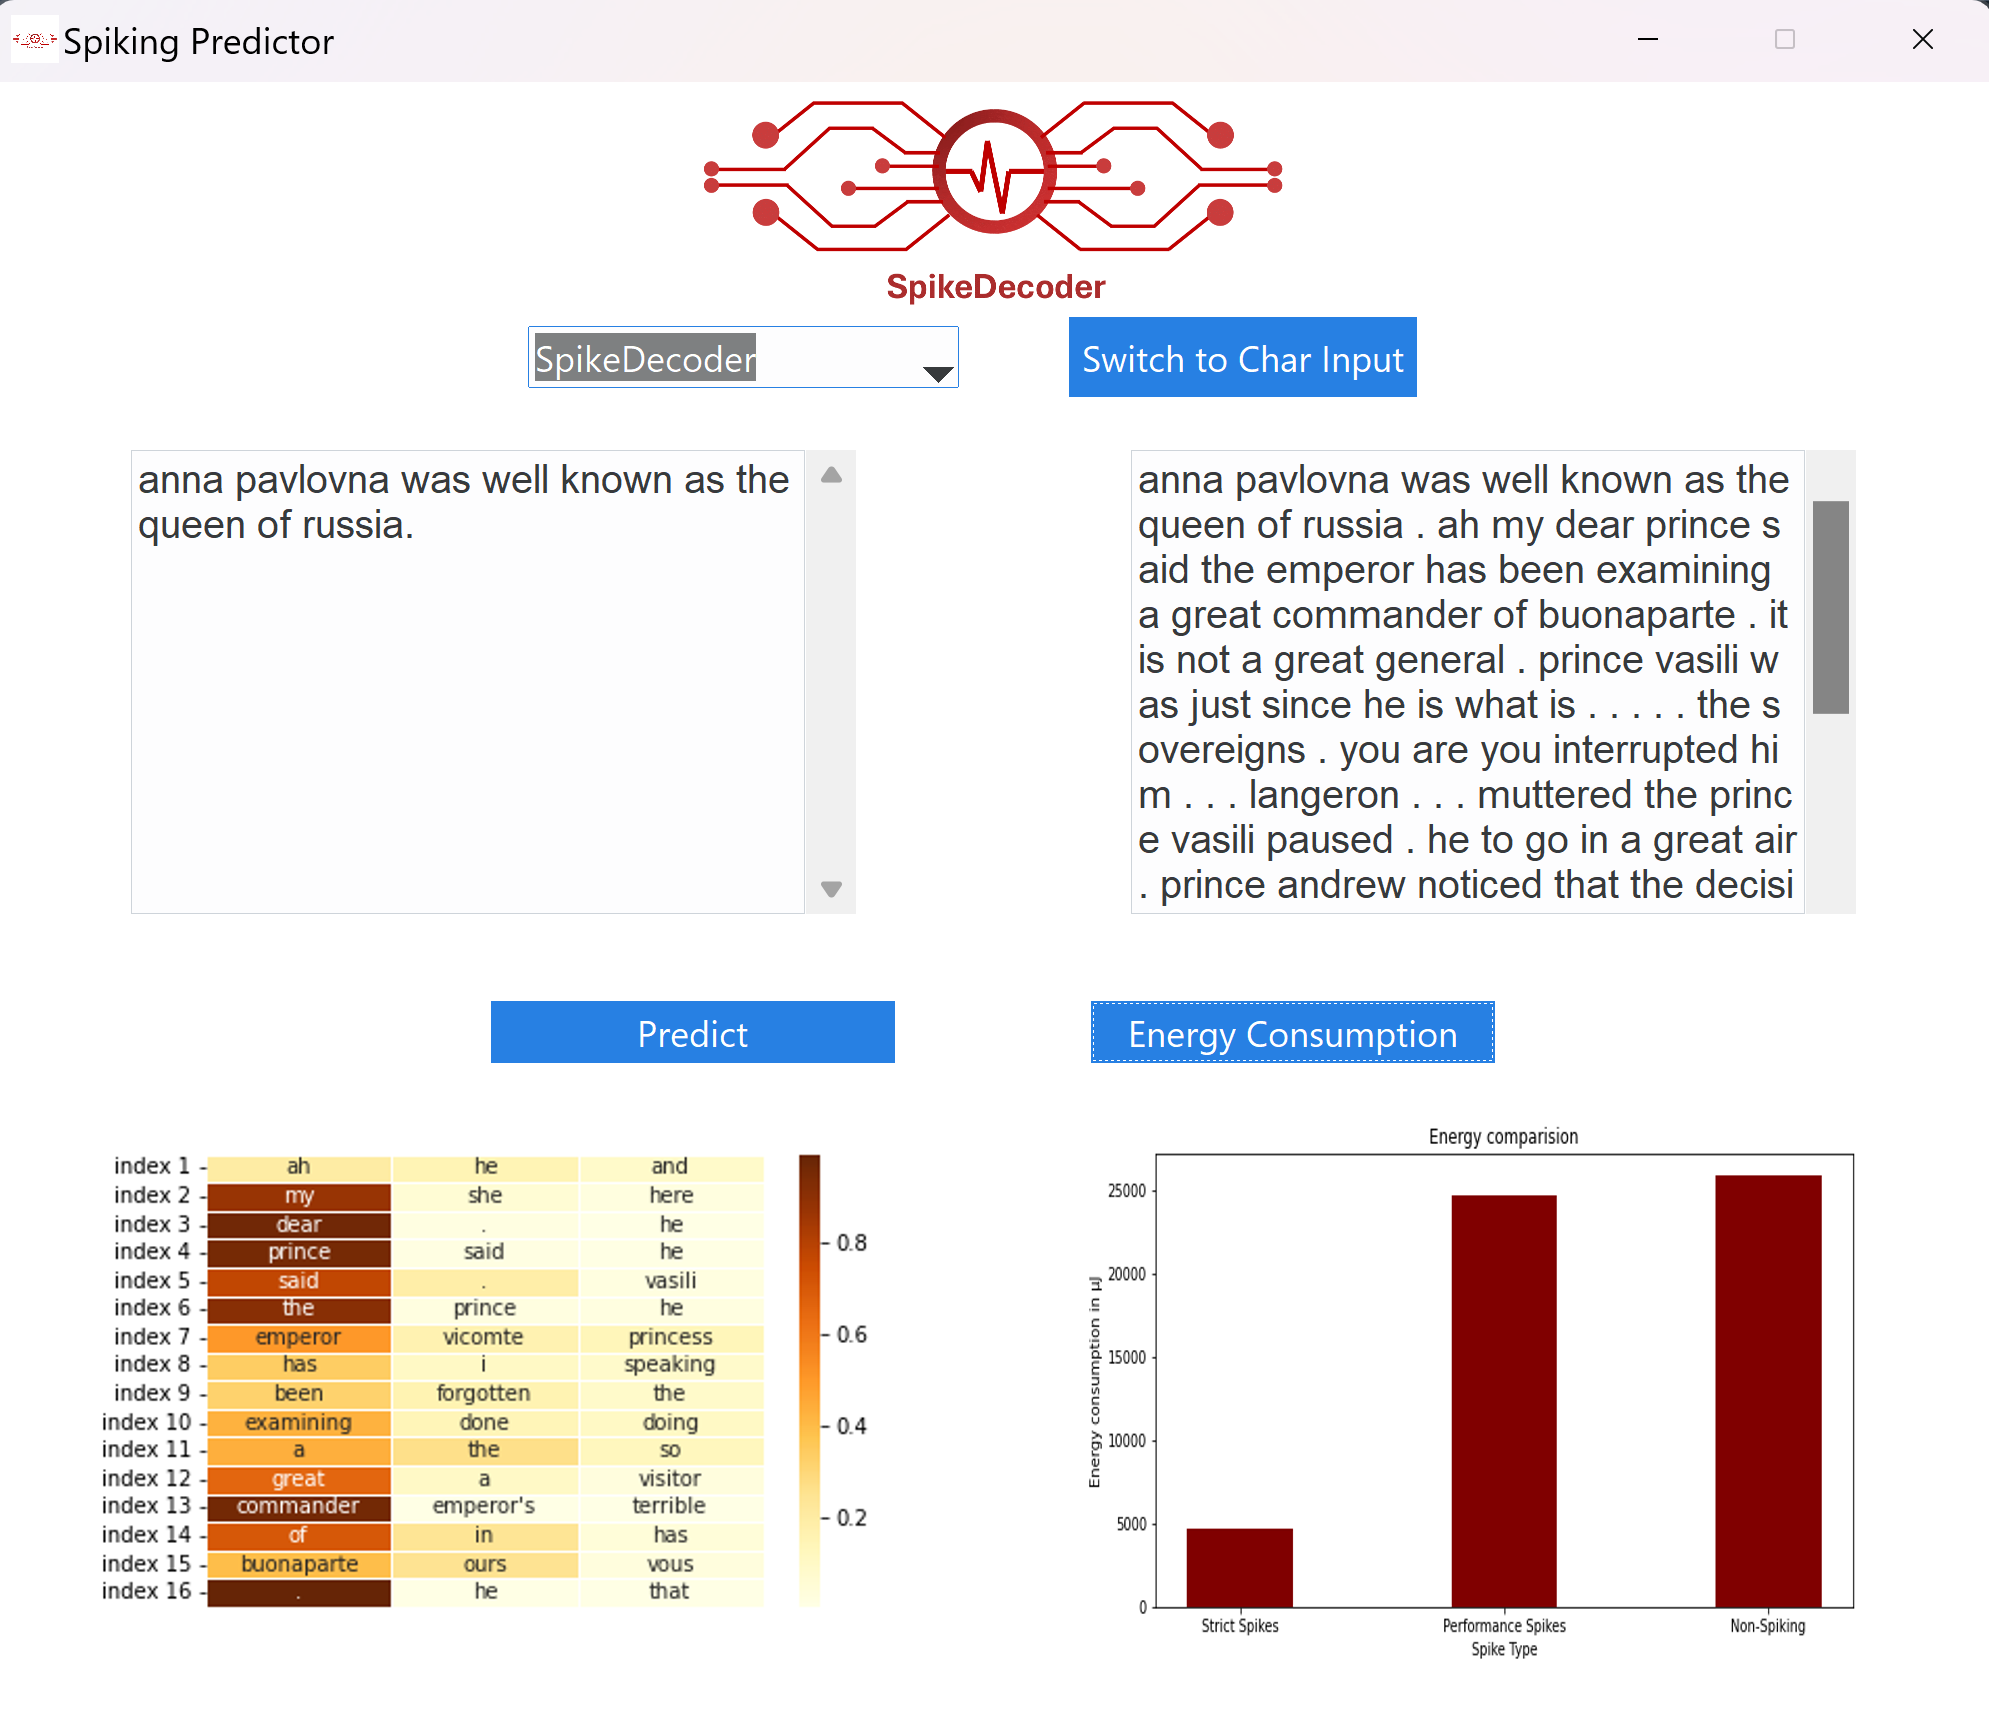 Spiking Predictor
SpikeDecoder
SpikeDecoder
Switch to Char Input
anna pavlovna was well known as the
queen of russia.
anna pavlovna was well known as the
queen of russia . ah my dear prince s
aid the emperor has been examining
a great commander of buonaparte . it
is not a great general . prince vasili w
as just since he is what is . . . . . the s
overeigns . you are you interrupted hi
m . . . langeron . . . muttered the princ
e vasili paused . he to go in a great air
. prince andrew noticed that the decisi
Predict
Energy Consumption
index 1 ah he and
index 2 my she here
index 3 dear . he
index 4 prince said he
index 5 said . vasili
index 6 the prince he
index 7 emperor vicomte princess
index 8 has i speaking
index 9 been forgotten the
index 10 examining done doing
index 11 a the so
index 12 great a visitor
index 13 commander emperor's terrible
index 14 of in has
index 15 buonaparte ours vous
index 16 . he that
0.8
0.6
0.4
0.2
Energy comparision
Energy consumption in µJ
25000
20000
15000
10000
5000
0
Strict Spikes Performance Spikes Non-Spiking
Spike Type